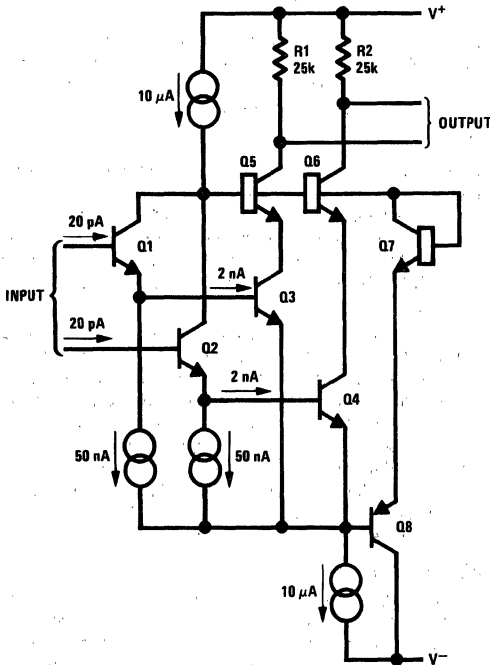 V+
R1
25k
R2
25k
10 μA
OUTPUT
Q5
Q6
20 pA
Q1
Q7
2 nA
INPUT
Q3
20 pA
Q2
2 nA
Q4
50 nA
50 nA
Q8
10 μA
V−